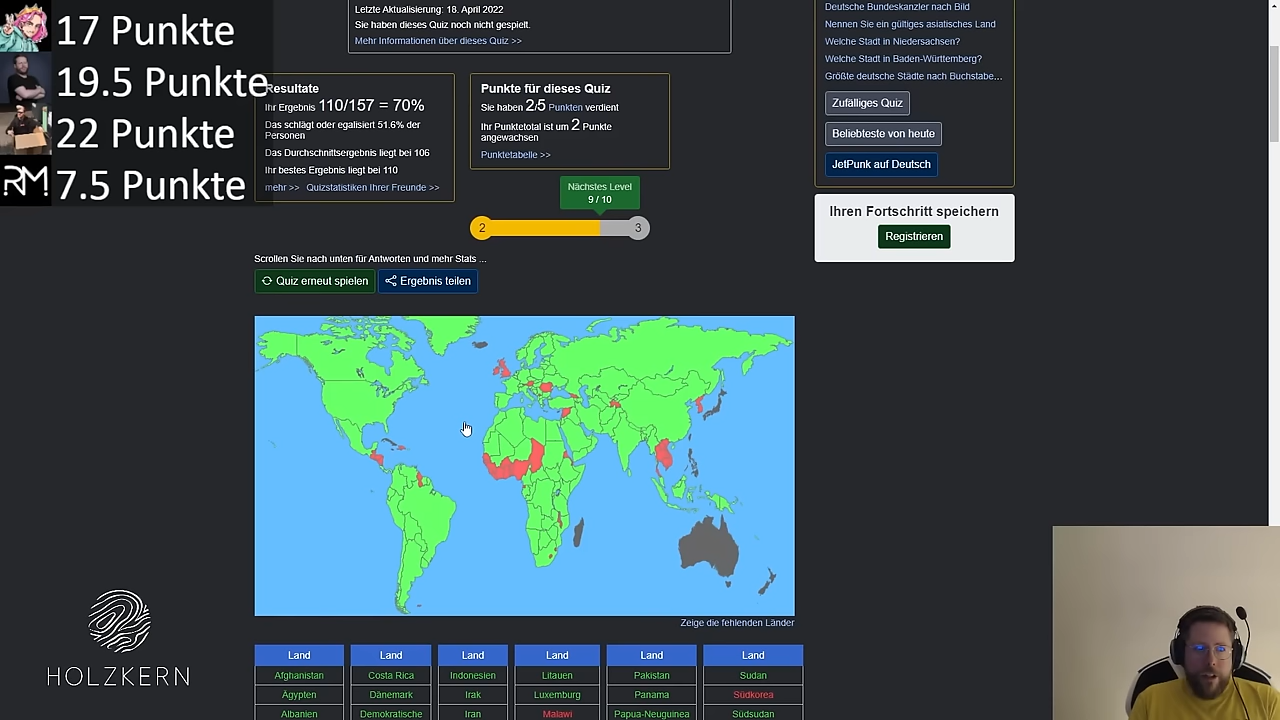 17 Punkte
19.5 Punkte
22 Punkte
RM 7.5 Punkte
Letzte Aktualisierung: 18. April 2022
Sie haben dieses Quiz noch nicht gespielt.
Mehr Informationen über dieses Quiz >>
Resultate
Ihr Ergebnis 110/157 = 70%
Das schlägt oder egalisiert 51.6% der
Personen
Das Durchschnittsergebnis liegt bei 106
Ihr bestes Ergebnis liegt bei 110
mehr >> Quizstatistiken Ihrer Freunde >>
Punkte für dieses Quiz
Sie haben 2/5 Punkten verdient
Ihr Punktetotal ist um 2 Punkte
angewachsen
Punktetabelle >>
Nächstes Level
9 / 10
2
3
Deutsche Bundeskanzler nach Bild
Nennen Sie ein gültiges asiatisches Land
Welche Stadt in Niedersachsen?
Welche Stadt in Baden-Württemberg?
Größte deutsche Städte nach Buchstabe...
Zufälliges Quiz
Beliebteste von heute
JetPunk auf Deutsch
Ihren Fortschritt speichern
Registrieren
Scrollen Sie nach unten für Antworten und mehr Stats ...
Quiz erneut spielen
Ergebnis teilen
Zeige die fehlenden Länder
Land Land Land Land Land Land
Afghanistan Costa Rica Indonesien Litauen Pakistan Sudan
Ägypten Dänemark Irak Luxemburg Panama Südkorea
Albanien Demokratische Iran Malawi Papua-Neuguinea Südsudan
HOLZKERN